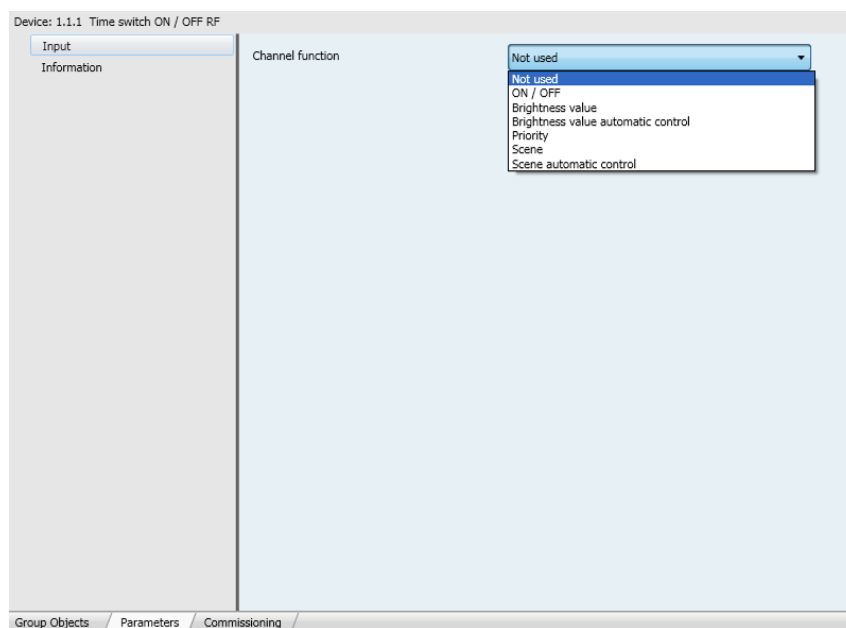 Device: 1.1.1 Time switch ON / OFF RF
Input
Information
Channel function
Not used
Not used
ON / OFF
Brightness value
Brightness value automatic control
Priority
Scene
Scene automatic control
Group Objects / Parameters / Commissioning /